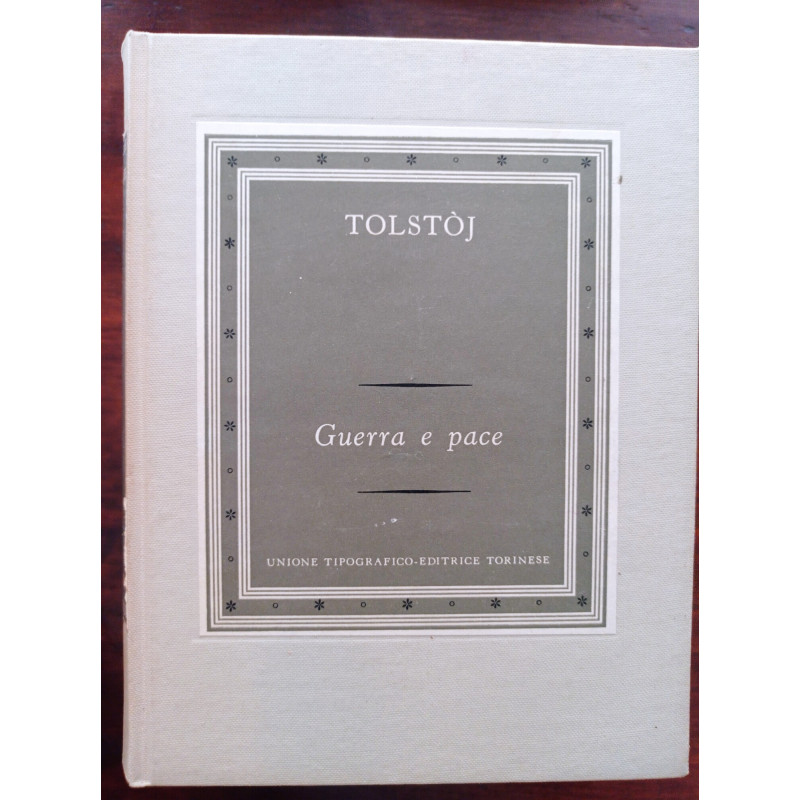 TOLSTÒJ
Guerra e pace
UNIONE TIPOGRAFICO-EDITRICE TORINESE